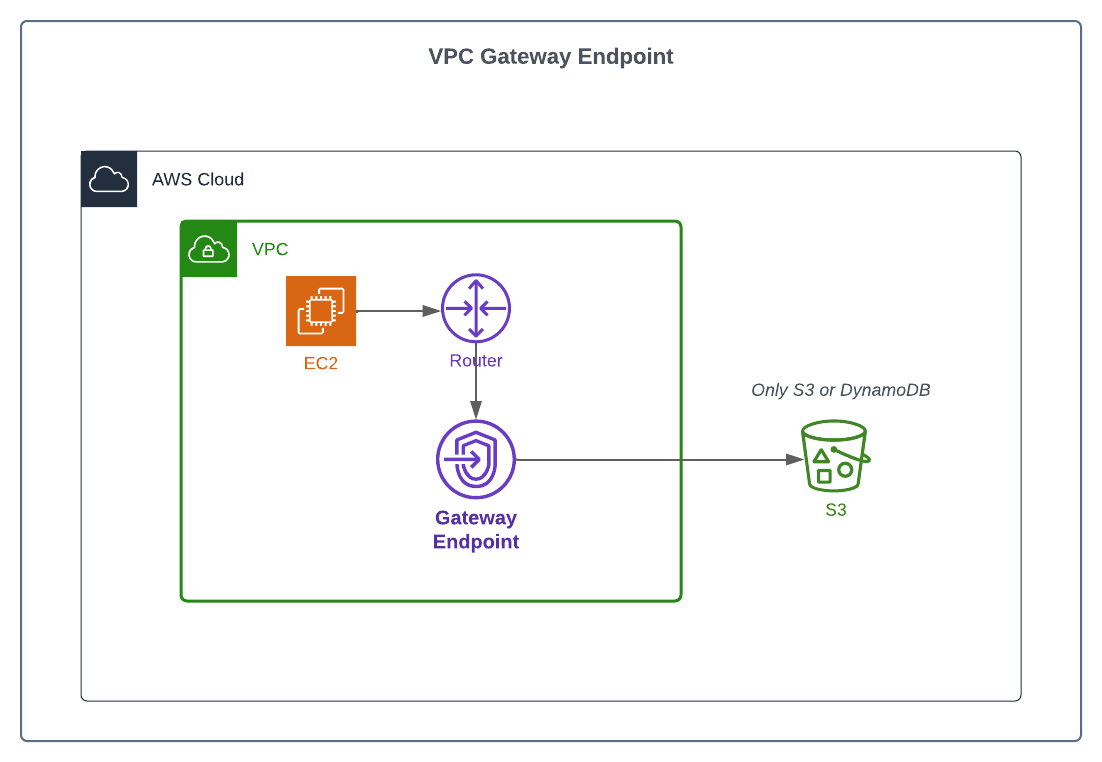 VPC Gateway Endpoint
AWS Cloud
VPC
EC2
Router
Only S3 or DynamoDB
Gateway
Endpoint
S3